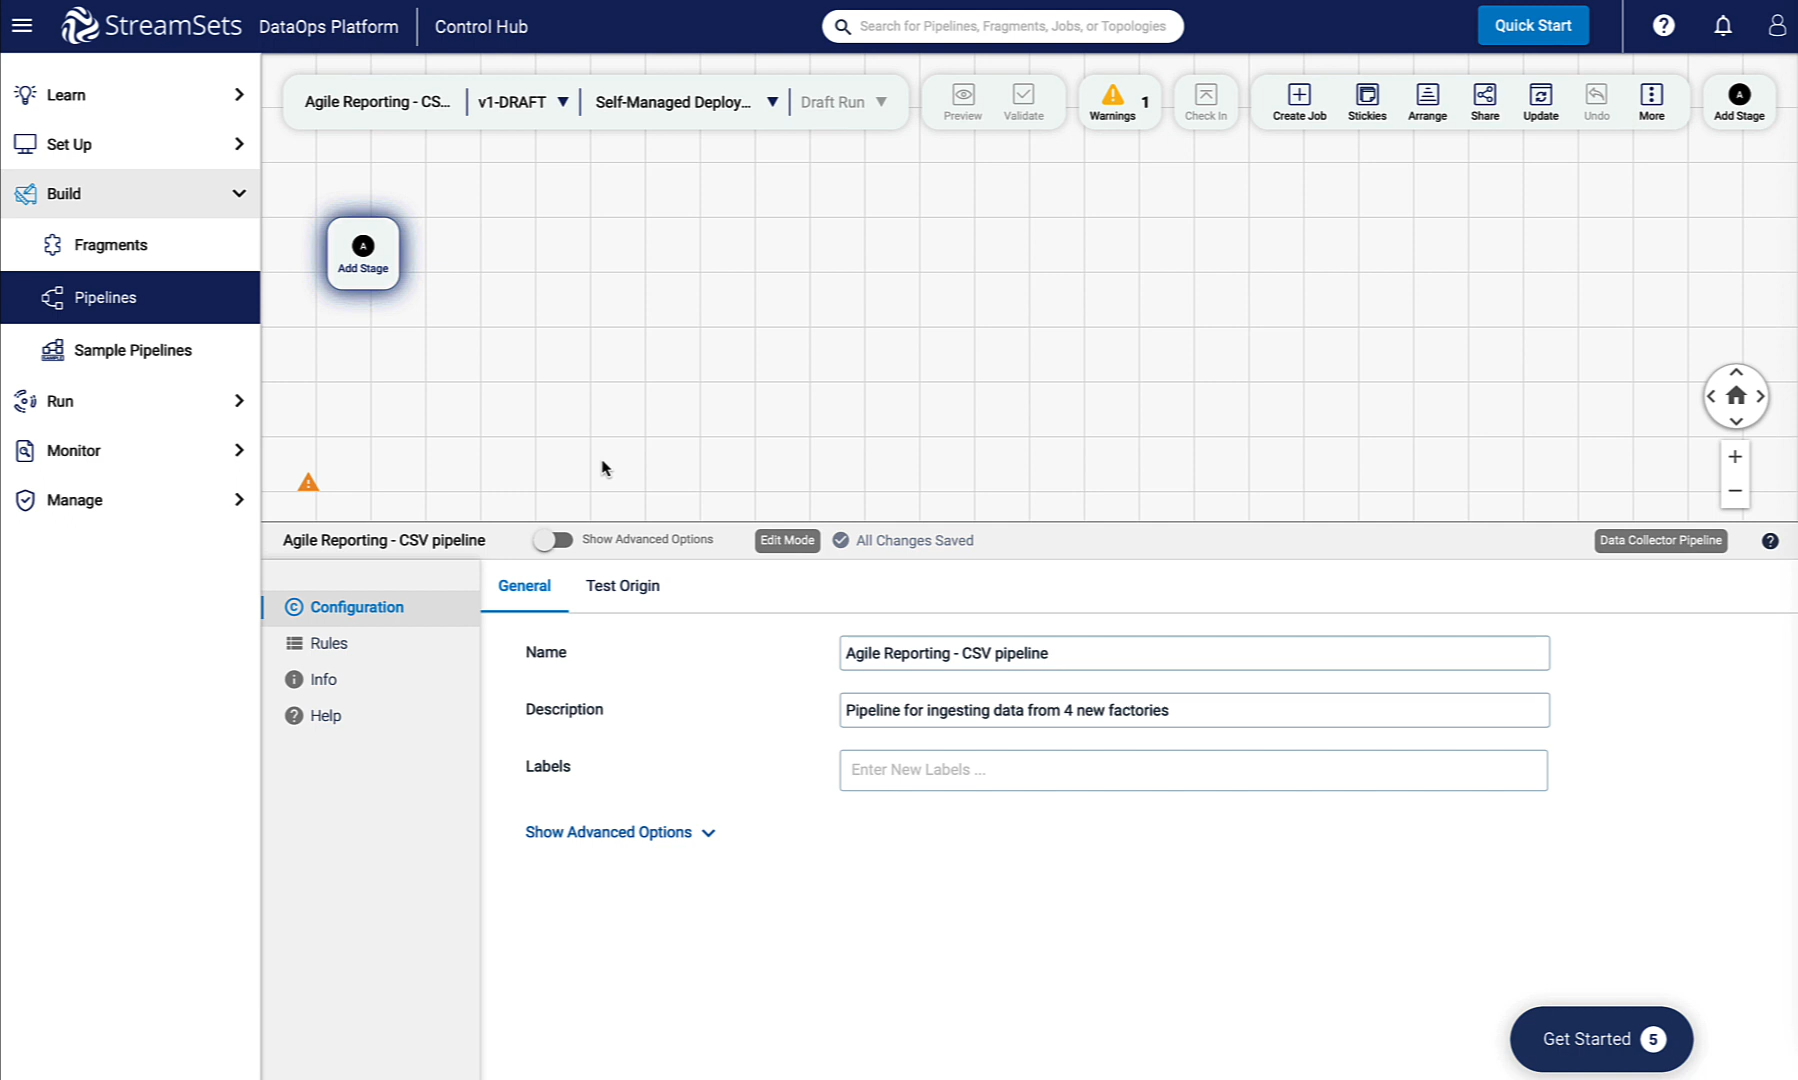 StreamSets DataOps Platform Control Hub
Search for Pipelines, Fragments, Jobs, or Topologies
Quick Start
Learn
Set Up
Build
Fragments
Pipelines
Sample Pipelines
Run
Monitor
Manage
Agile Reporting - CS... v1-DRAFT Self-Managed Deploy... Draft Run
Preview Validate
Warnings 1
Check In
Create Job Stickies Arrange Share Update Undo More
A
Add Stage
A
Add Stage
Agile Reporting - CSV pipeline Show Advanced Options Edit Mode All Changes Saved Data Collector Pipeline
Configuration
Rules
Info
Help
General Test Origin
Name Agile Reporting - CSV pipeline
Description Pipeline for ingesting data from 4 new factories
Labels Enter New Labels ...
Show Advanced Options
Get Started 5